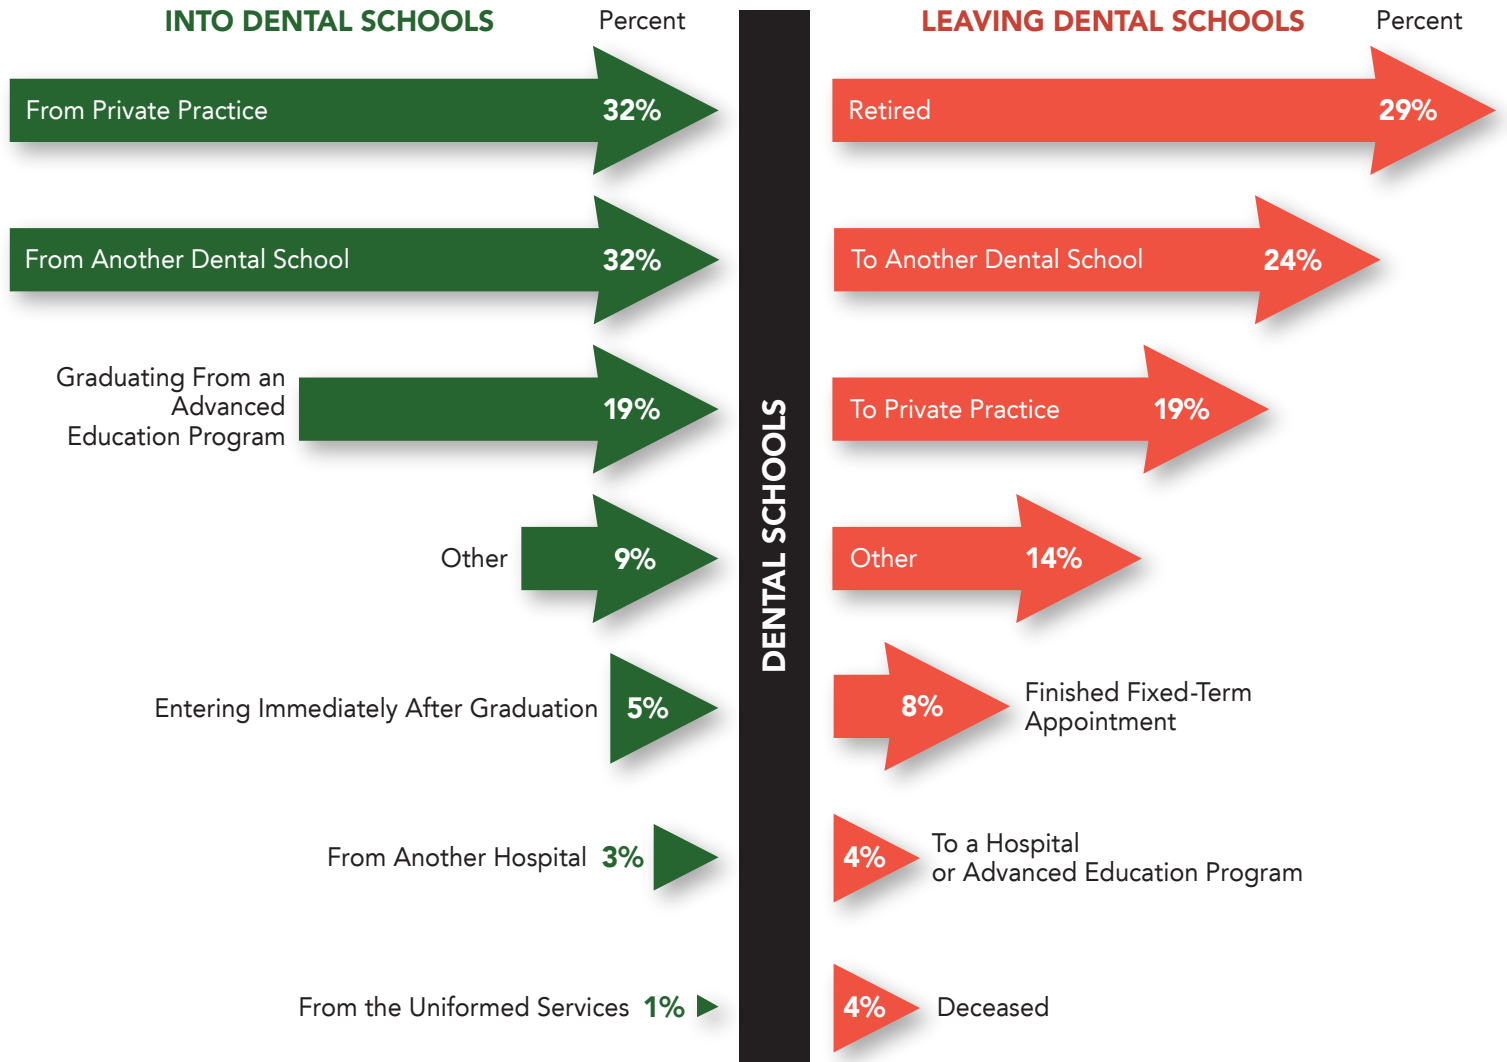 INTO DENTAL SCHOOLS
Percent
From Private Practice
32%
From Another Dental School
32%
Graduating From an
Advanced
Education Program
19%
Other
9%
Entering Immediately After Graduation
5%
From Another Hospital
3%
From the Uniformed Services
1%
DENTAL SCHOOLS
LEAVING DENTAL SCHOOLS
Percent
Retired
29%
To Another Dental School
24%
To Private Practice
19%
Other
14%
8%
Finished Fixed-Term
Appointment
4%
To a Hospital
or Advanced Education Program
4%
Deceased